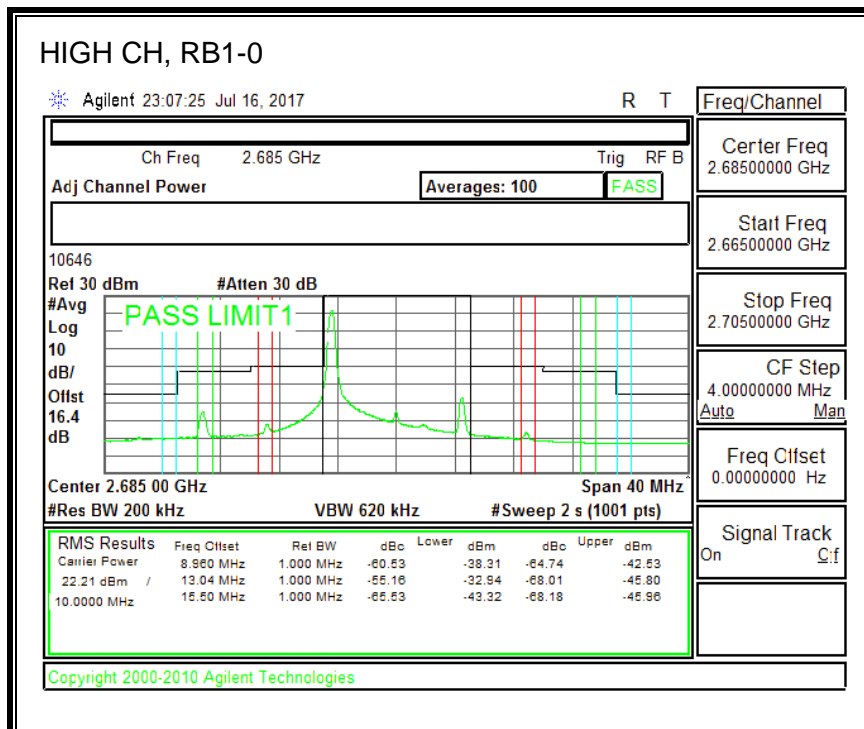 HIGH CH, RB1-0
Agilent 23:07:25 Jul 16, 2017 R T
Freq/Channel
Ch Freq 2.685 GHz Trig RF B
Adj Channel Power Averages: 100 PASS
Center Freq
2.68500000 GHz
Start Freq
2.66500000 GHz
10646
Ref 30 dBm #Atten 30 dB
#Avg
Log
10
dB/
Offst
16.4
dB
PASS LIMIT1
Stop Freq
2.70500000 GHz
CF Step
4.00000000 MHz
Auto Man
Freq Offset
0.00000000 Hz
Center 2.685 00 GHz Span 40 MHz
#Res BW 200 kHz VBW 620 kHz #Sweep 2 s (1001 pts)
Signal Track
On Off
RMS Results Freq Offset Ref BW dBc Lower dBm dBc Upper dBm
Carrier Power 8.960 MHz 1.000 MHz -60.53 -38.31 -64.74 -42.53
22.21 dBm / 13.04 MHz 1.000 MHz -55.16 -32.94 -68.01 -45.80
10.0000 MHz 15.50 MHz 1.000 MHz -65.53 -43.32 -68.18 -45.96
Copyright 2000-2010 Agilent Technologies